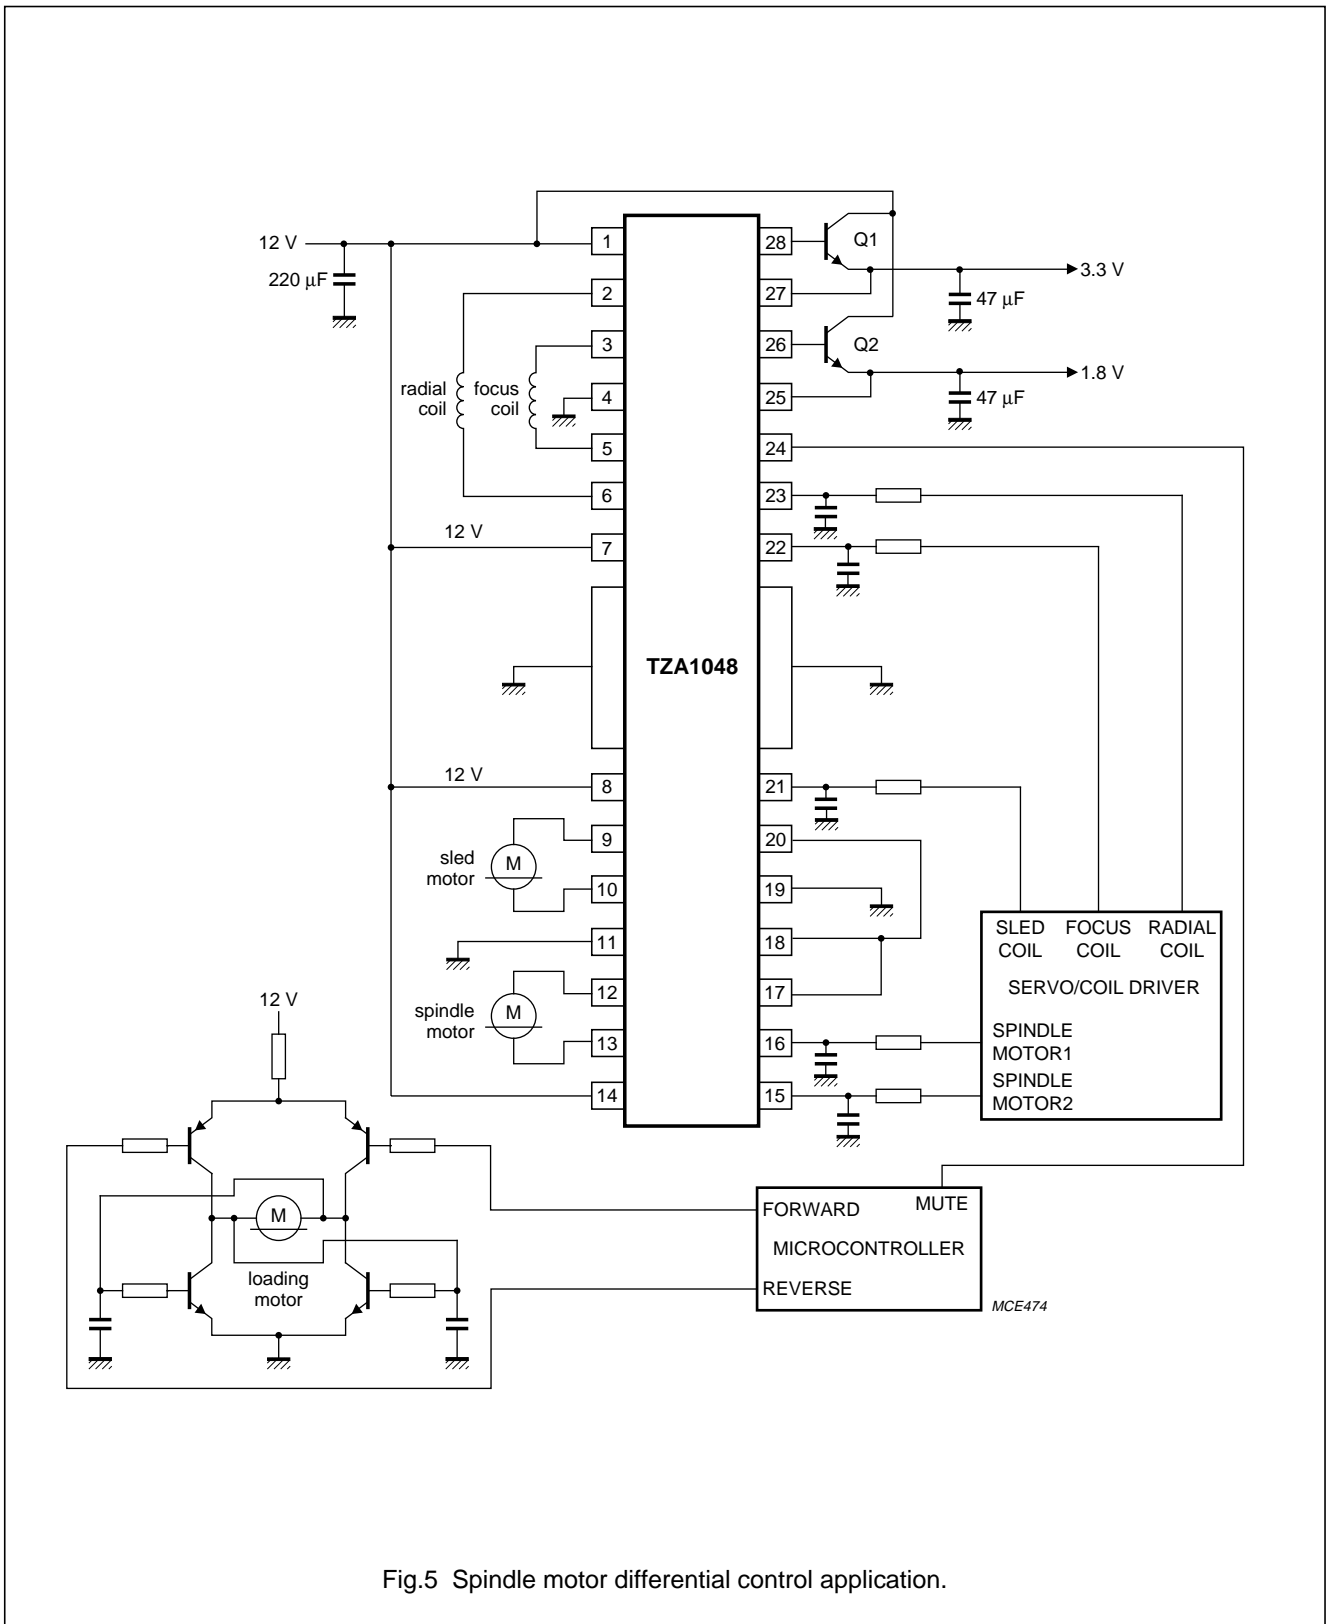 12 V
220 μF
1
2
3
4
5
6
7
8
9
10
11
12
13
14
28
27
26
25
24
23
22
21
20
19
18
17
16
15
TZA1048
Q1
3.3 V
47 μF
Q2
1.8 V
47 μF
radial
coil
focus
coil
12 V
12 V
sled
motor
M
spindle
motor
M
SLED
COIL
FOCUS
COIL
RADIAL
COIL
SERVO/COIL DRIVER
SPINDLE
MOTOR1
SPINDLE
MOTOR2
12 V
M
loading
motor
FORWARD
MUTE
MICROCONTROLLER
REVERSE
MCE474
Fig.5 Spindle motor differential control application.